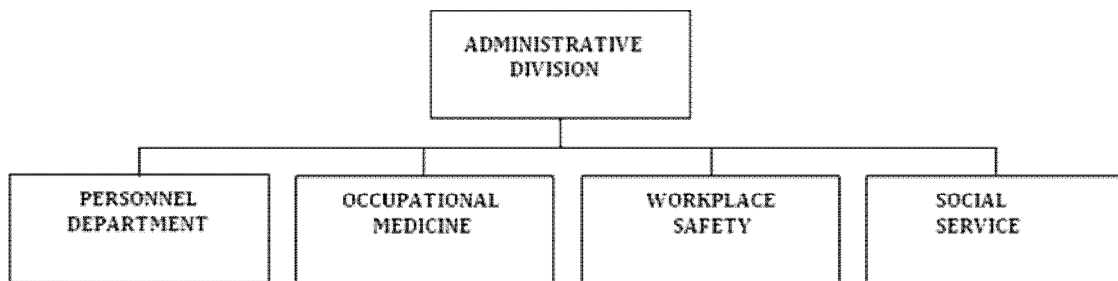 ADMINISTRATIVE
DIVISION
PERSONNEL
DEPARTMENT
OCCUPATIONAL
MEDICINE
WORKPLACE
SAFETY
SOCIAL
SERVICE